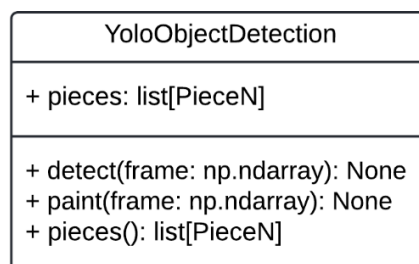 YoloObjectDetection
+ pieces: list[PieceN]
+ detect(frame: np.ndarray): None
+ paint(frame: np.ndarray): None
+ pieces(): list[PieceN]